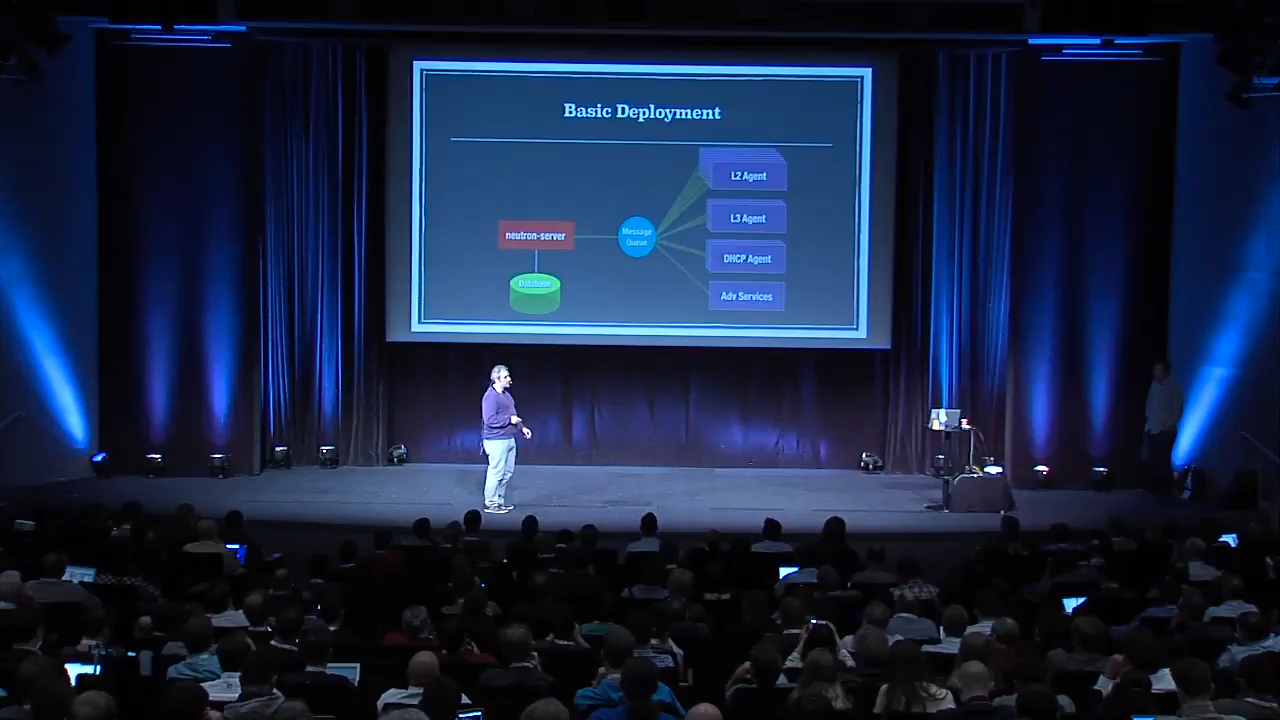 Basic Deployment
L2 Agent
L3 Agent
neutron-server
Message
Queue
DHCP Agent
Database
Adv Services